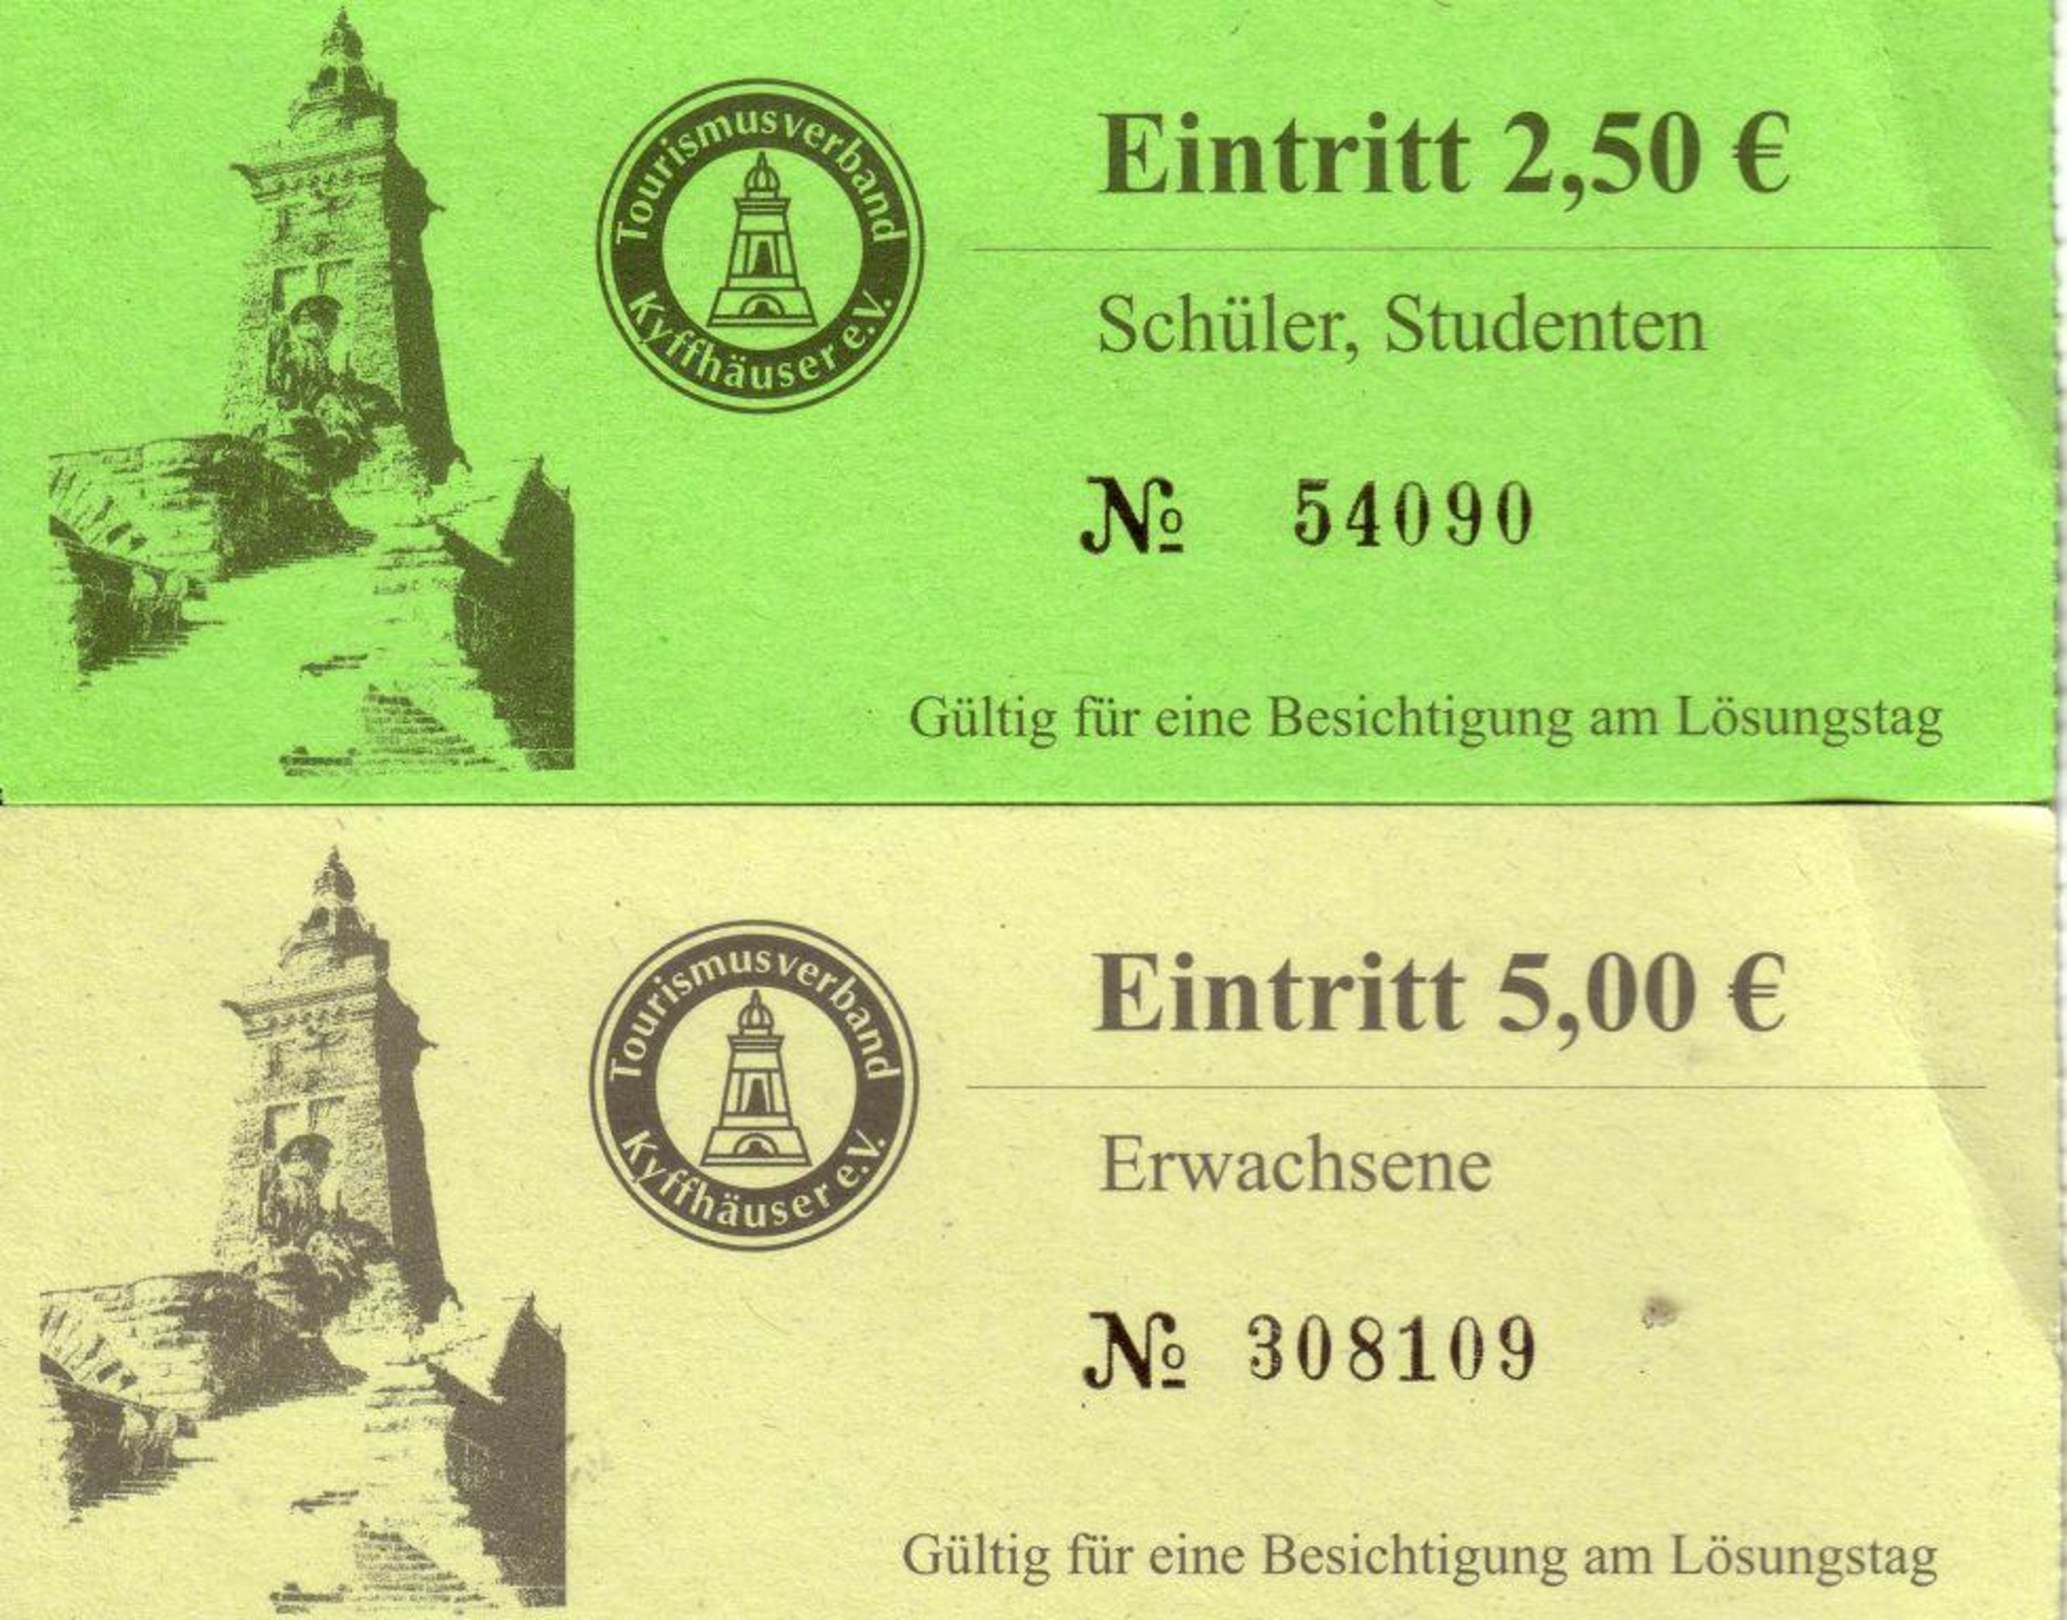 Tourismusverband
Kyffhäuser e.V.
Eintritt 2,50 €
Schüler, Studenten
№ 54090
Gültig für eine Besichtigung am Lösungstag
Tourismusverband
Kyffhäuser e.V.
Eintritt 5,00 €
Erwachsene
№ 308109
Gültig für eine Besichtigung am Lösungstag